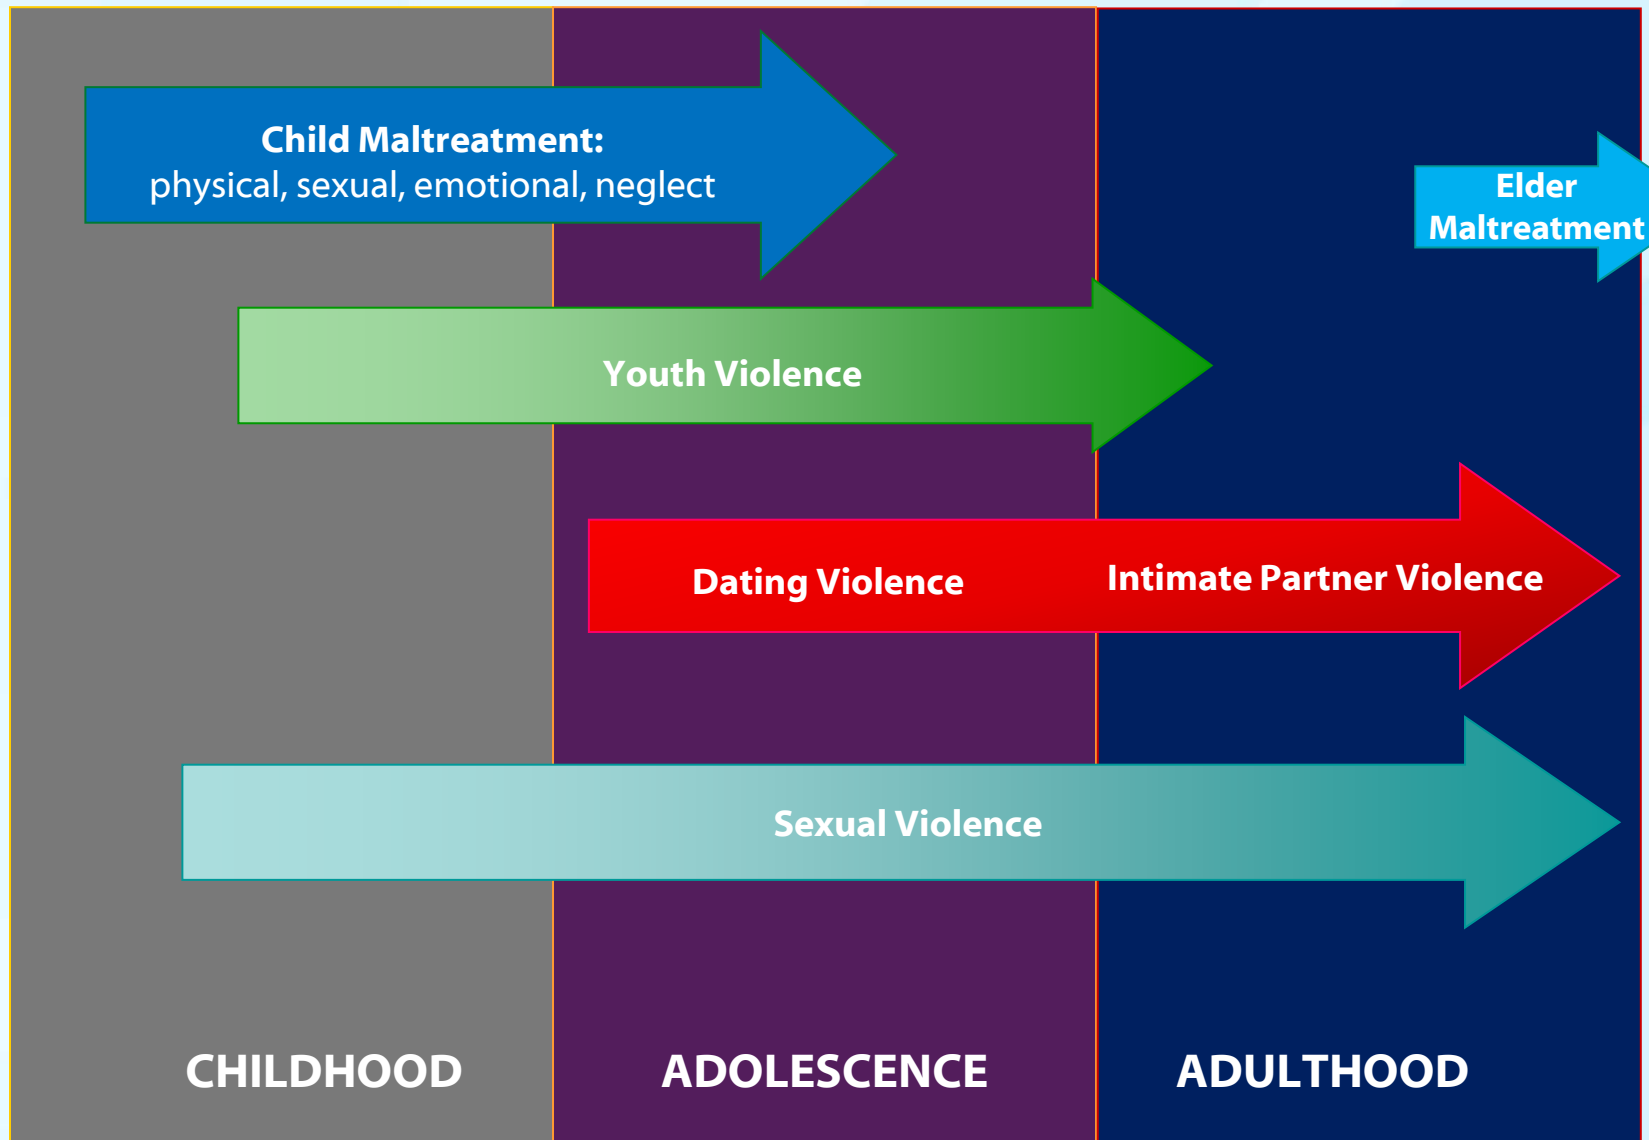 Child Maltreatment:
physical, sexual, emotional, neglect
Elder
Maltreatment
Youth Violence
Dating Violence
Intimate Partner Violence
Sexual Violence
CHILDHOOD
ADOLESCENCE
ADULTHOOD